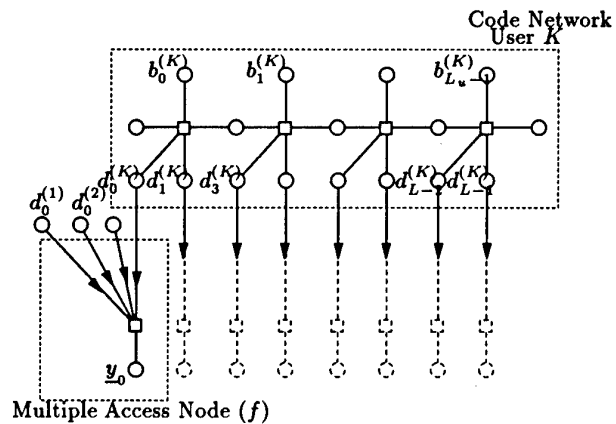 Code Network
User K
b_0^{(K)} b_1^{(K)} b_{L_u-1}^{(K)}
d_0^{(K)} d_1^{(K)} d_3^{(K)} d_{L-2}^{(K)} d_{L-1}^{(K)}
d_0^{(1)} d_0^{(2)}
y_0
Multiple Access Node (f)